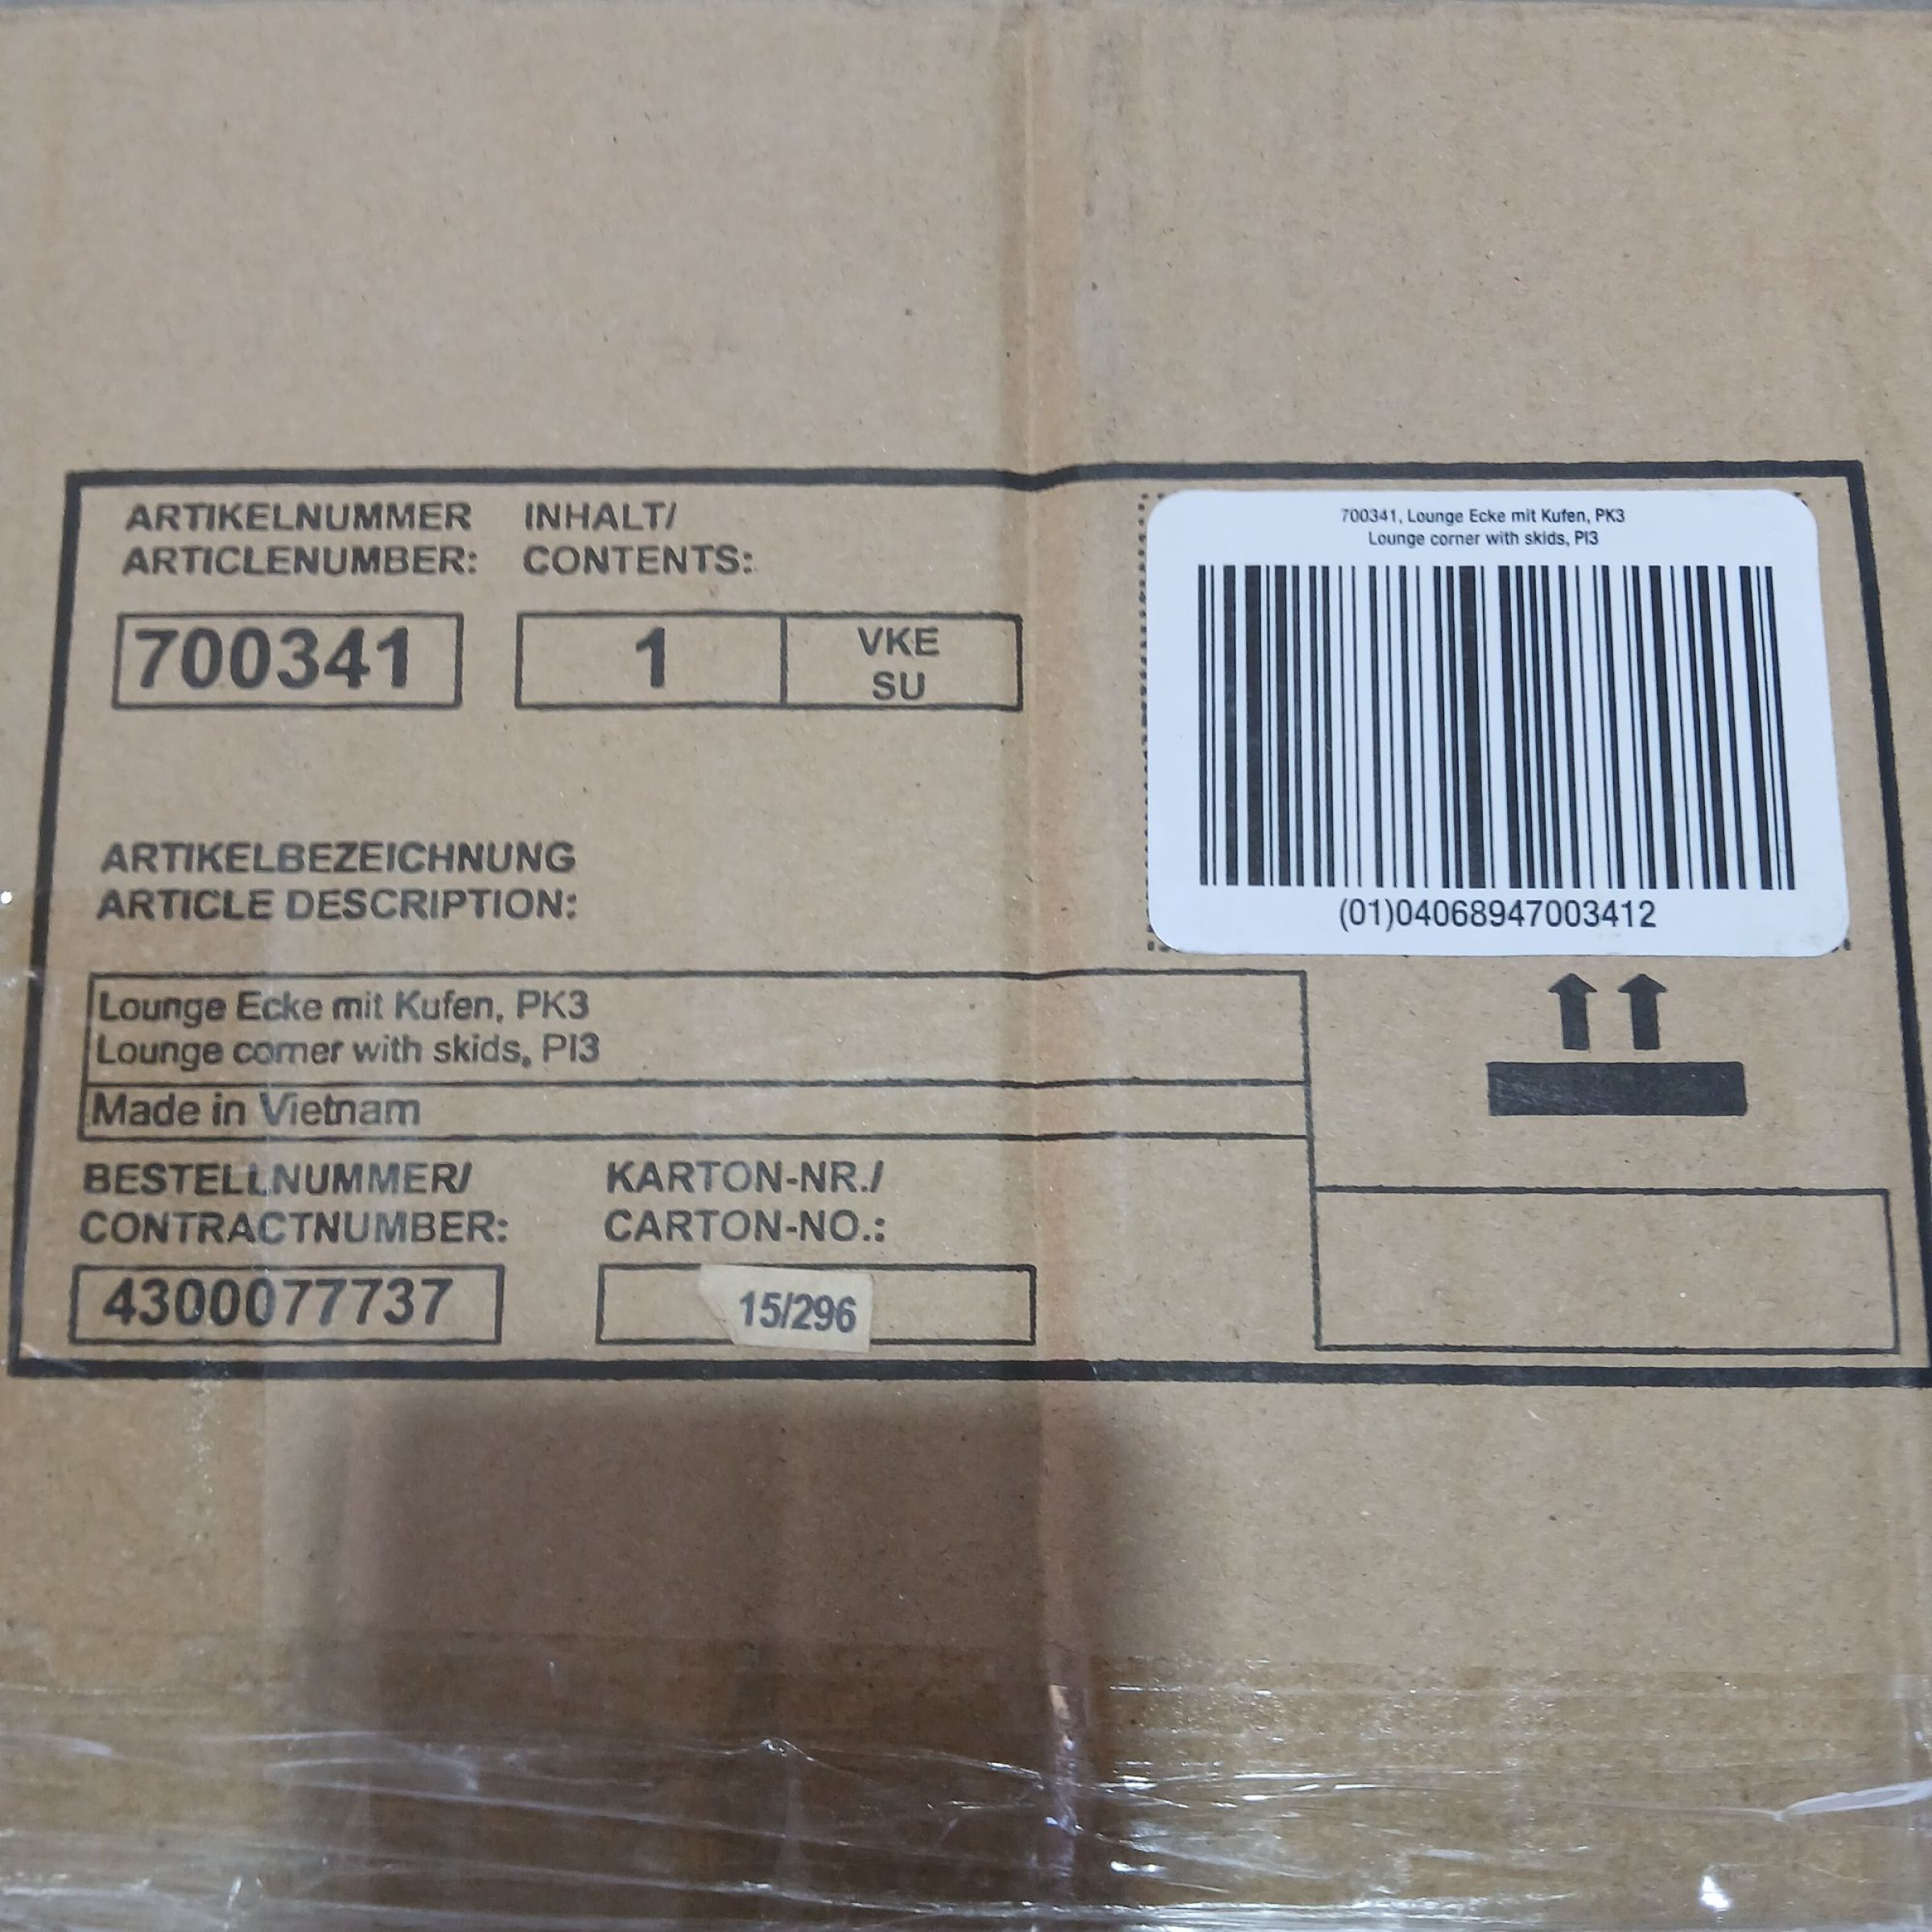 ARTIKELNUMMER
ARTICLENUMBER:
INHALT/
CONTENTS:
700341
1
VKE
SU
700341, Lounge Ecke mit Kufen, PK3
Lounge corner with skids, PI3
(01)04068947003412
ARTIKELBEZEICHNUNG
ARTICLE DESCRIPTION:
Lounge Ecke mit Kufen, PK3
Lounge corner with skids, PI3
Made in Vietnam
BESTELLNUMMER/
CONTRACTNUMBER:
KARTON-NR./
CARTON-NO.:
4300077737
15/296